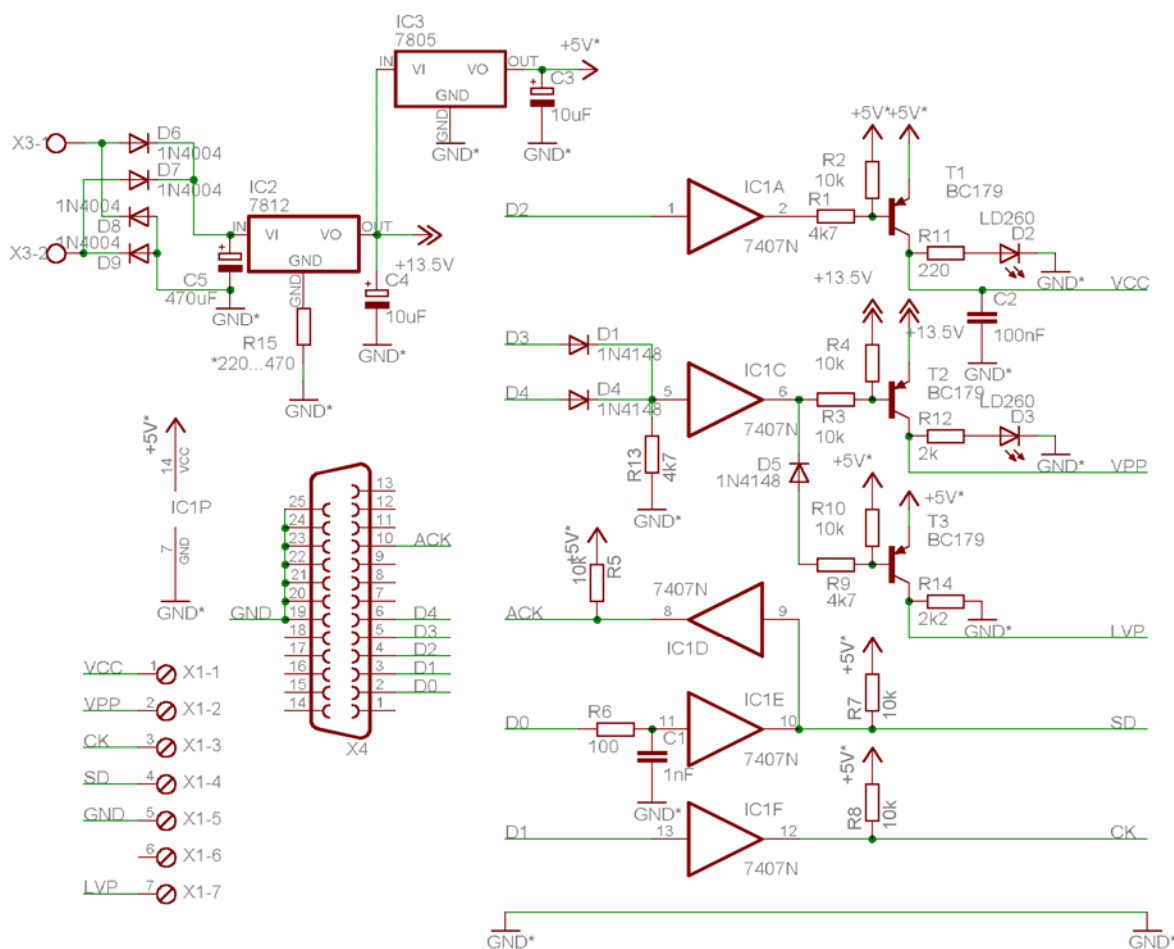 IC3
7805
IN
VI
VO
OUT
GND
GND
GND*
+5V*
C3
+
10uF
GND*
X3-1
X3-2
D6
1N4004
D7
1N4004
1N4004
D8
1N4004
D9
IC2
7812
IN
VI
VO
OUT
GND
GND
+
C5
470uF
GND*
R15
*220...470
GND*
+13.5V
+
C4
10uF
GND*
+5V*
14
VCC
IC1P
7
GND
GND*
13
25
12
24
11
23
10
ACK
22
9
21
8
20
7
GND
19
6
D4
18
5
D3
17
4
D2
16
3
D1
15
2
D0
14
1
X4
VCC
1
X1-1
VPP
2
X1-2
CK
3
X1-3
SD
4
X1-4
GND
5
X1-5
6
X1-6
LVP
7
X1-7
D2
1
IC1A
2
7407N
+5V*
+5V*
R2
10k
R1
4k7
T1
BC179
R11
220
LD260
D2
GND*
VCC
C2
100nF
GND*
D3
D1
1N4148
D4
D4
1N4148
R13
4k7
GND*
5
IC1C
6
7407N
+13.5V
+13.5V
R4
10k
R3
10k
T2
BC179
R12
2k
LD260
D3
GND*
VPP
D5
1N4148
+5V*
+5V*
R10
10k
R9
4k7
T3
BC179
R14
2k2
GND*
LVP
+5V*
10k
R5
ACK
8
7407N
9
IC1D
D0
R6
100
C1
1nF
GND*
11
IC1E
10
7407N
+5V*
R7
10k
SD
D1
13
IC1F
12
7407N
+5V*
R8
10k
CK
GND*
GND*